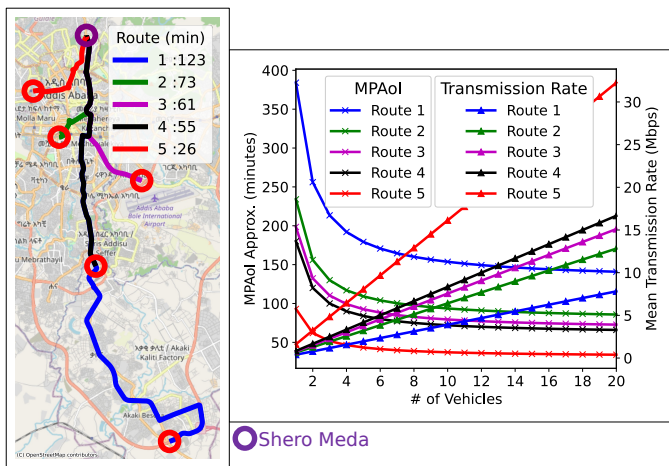 Route (min)
1 :123
2 :73
3 :61
4 :55
5 :26
Addis Ababa
Molla Maru
Addis Ababa
Bole International
Airport
Mebrathayil
Akaki
Kaliti Factory
Akaki Bes
(C) OpenStreetMap contributors
MPAoI Approx. (minutes)
400
350
300
250
200
150
100
50
MPAoI
Route 1
Route 2
Route 3
Route 4
Route 5
Transmission Rate
Route 1
Route 2
Route 3
Route 4
Route 5
30
25
20
15
10
5
0
Mean Transmission Rate (Mbps)
2 4 6 8 10 12 14 16 18 20
# of Vehicles
Shero Meda